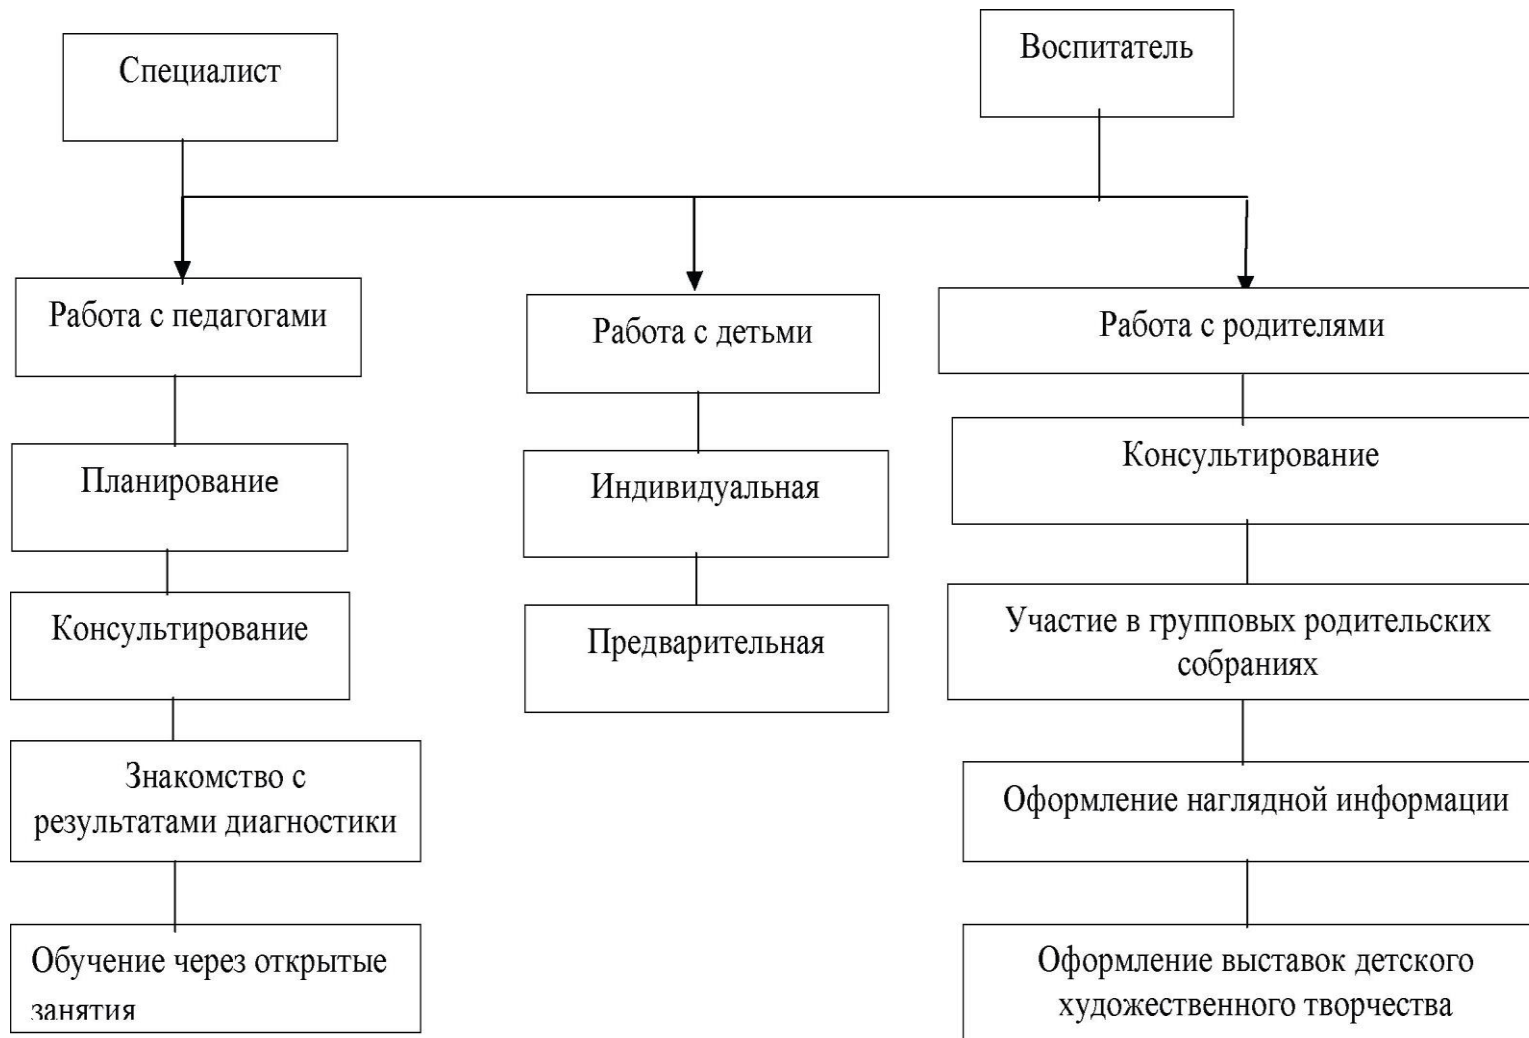 Специалист
Воспитатель
Работа с педагогами
Работа с детьми
Работа с родителями
Планирование
Индивидуальная
Консультирование
Консультирование
Предварительная
Участие в групповых родительских
собраниях
Знакомство с
результатами диагностики
Оформление наглядной информации
Обучение через открытые
занятия
Оформление выставок детского
художественного творчества